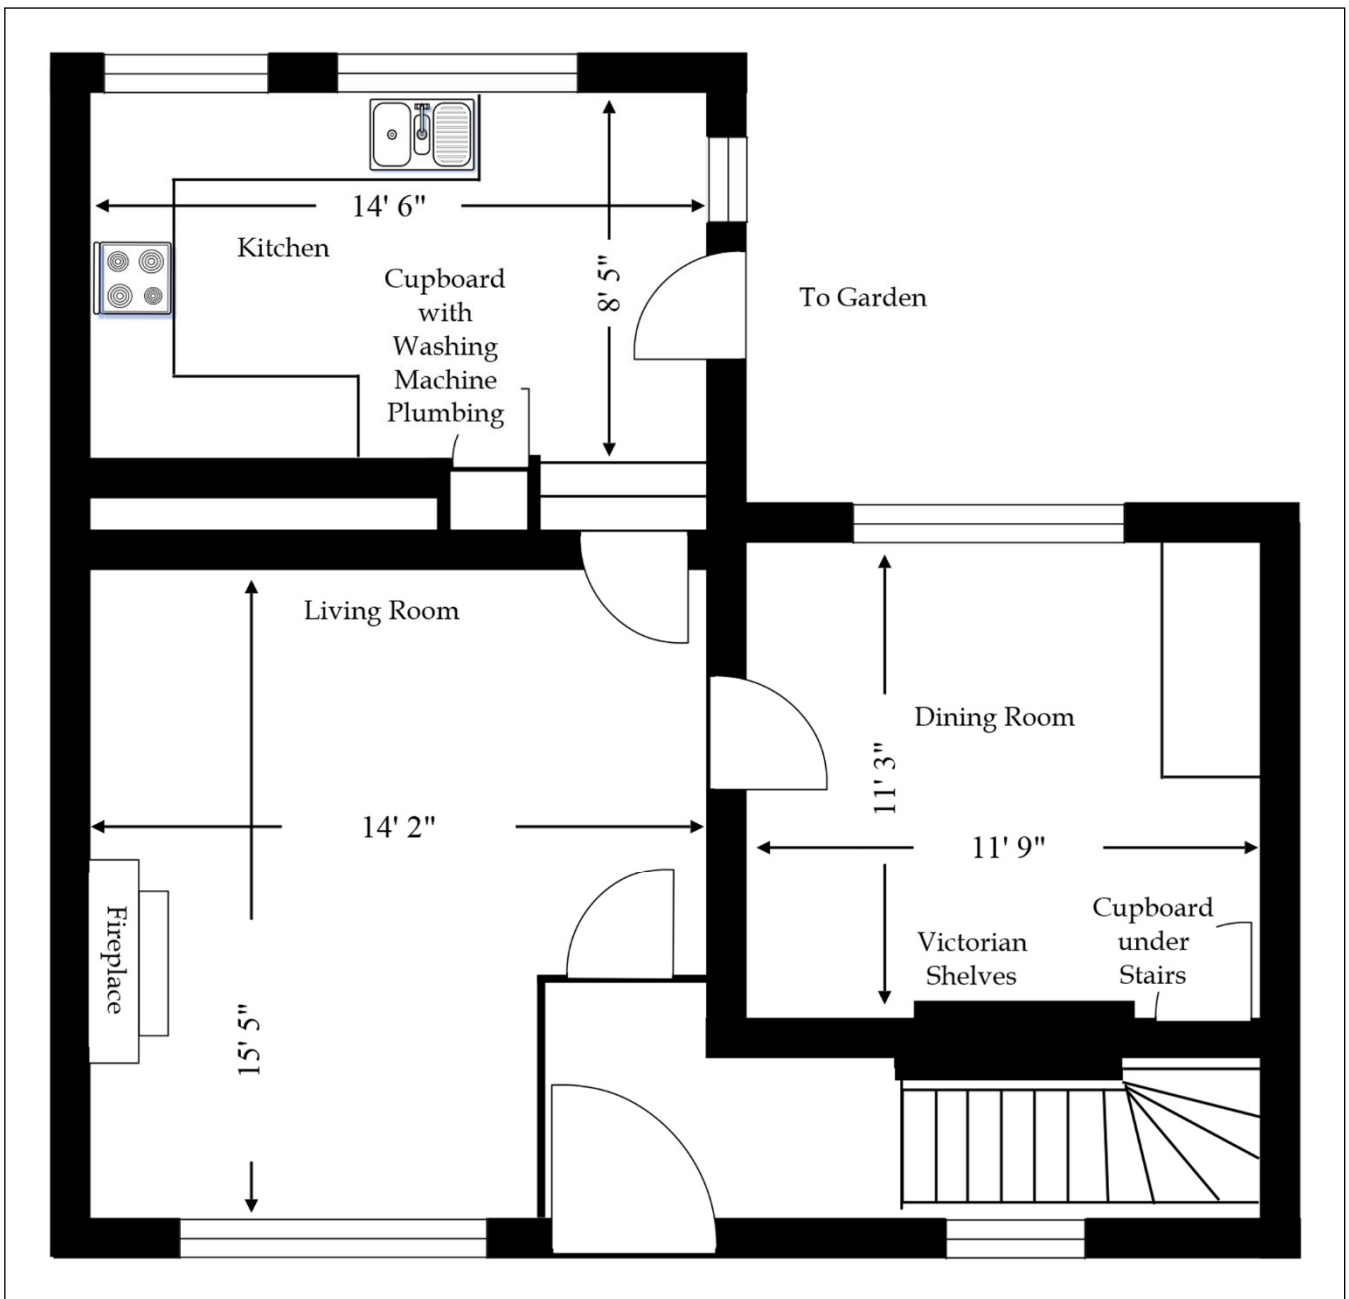 14' 6"
Kitchen
8' 5"
Cupboard
with
Washing
Machine
Plumbing
To Garden
Living Room
Dining Room
11' 3"
14' 2"
11' 9"
Fireplace
15' 5"
Victorian
Shelves
Cupboard
under
Stairs